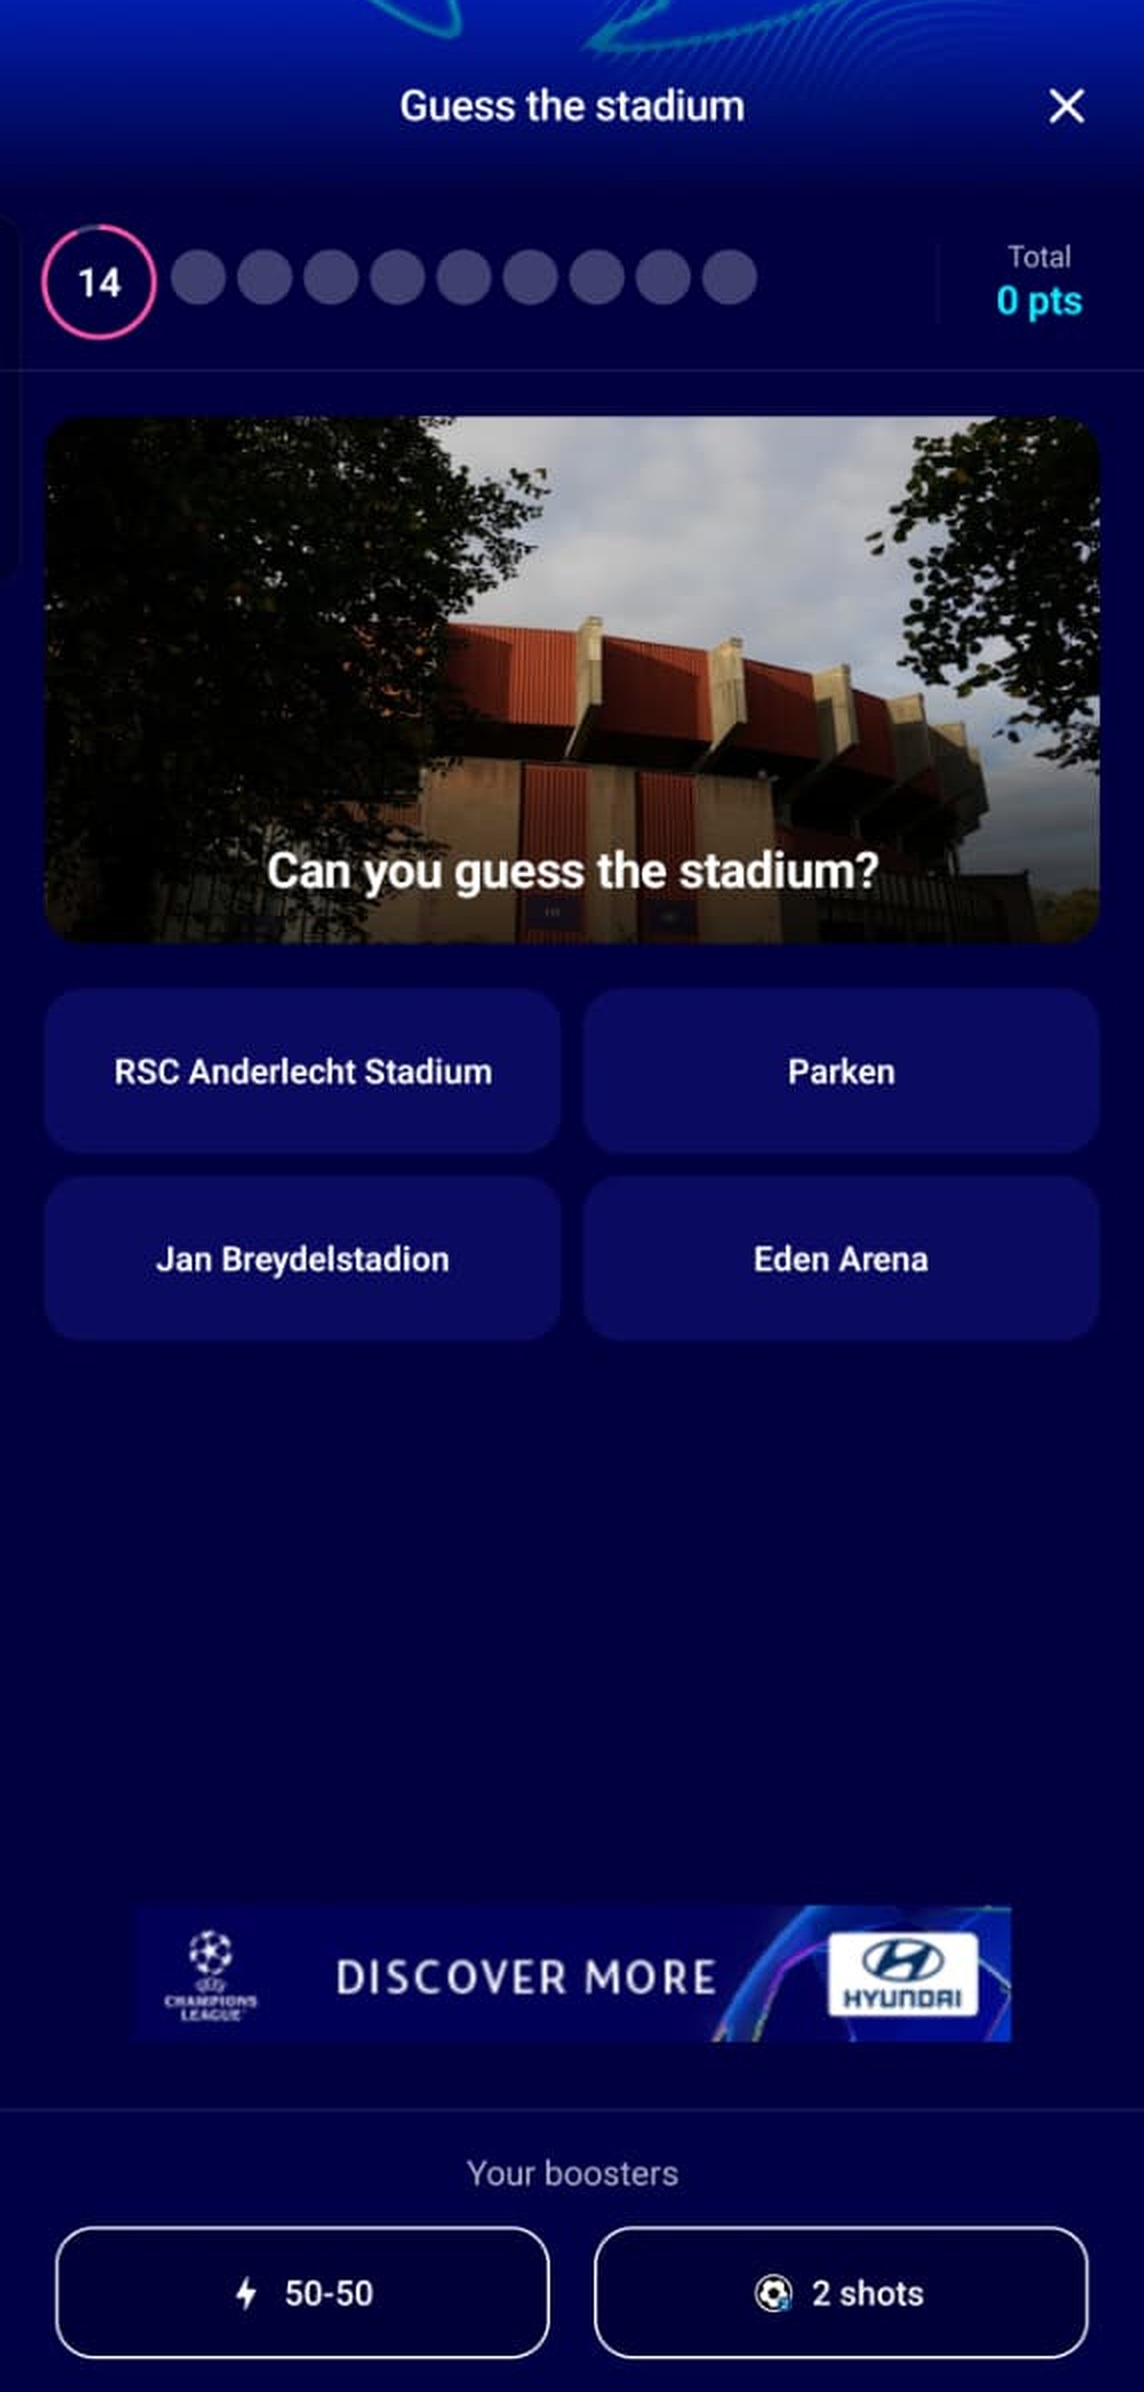 Guess the stadium
14
Total
0 pts
Can you guess the stadium?
RSC Anderlecht Stadium
Parken
Jan Breydelstadion
Eden Arena
CHAMPIONS
LEAGUE
DISCOVER MORE
HYUNDAI
Your boosters
50-50
2 shots